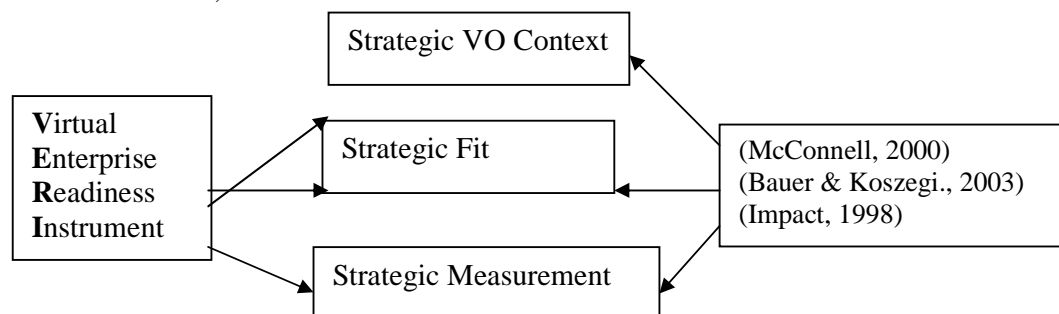 Strategic VO Context
Virtual
Enterprise
Readiness
Instrument
Strategic Fit
(McConnell, 2000)
(Bauer & Koszegi., 2003)
(Impact, 1998)
Strategic Measurement